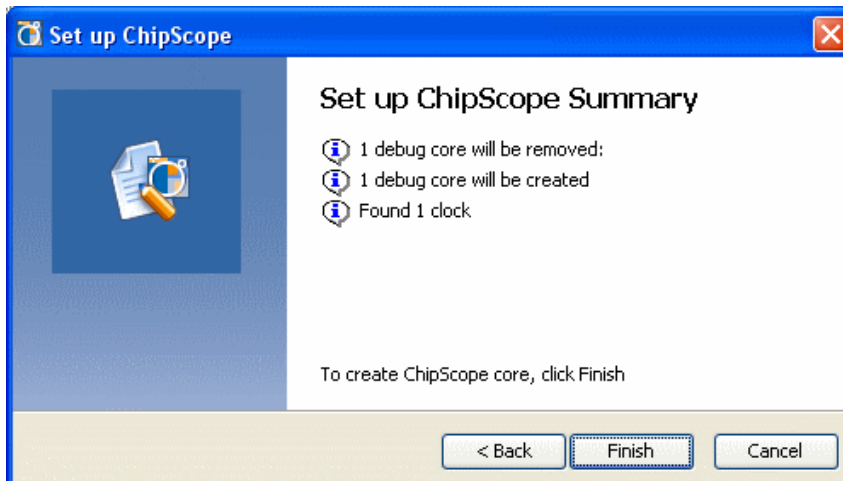 Set up ChipScope
Set up ChipScope Summary
1 debug core will be removed:
1 debug core will be created
Found 1 clock
To create ChipScope core, click Finish
< Back
Finish
Cancel